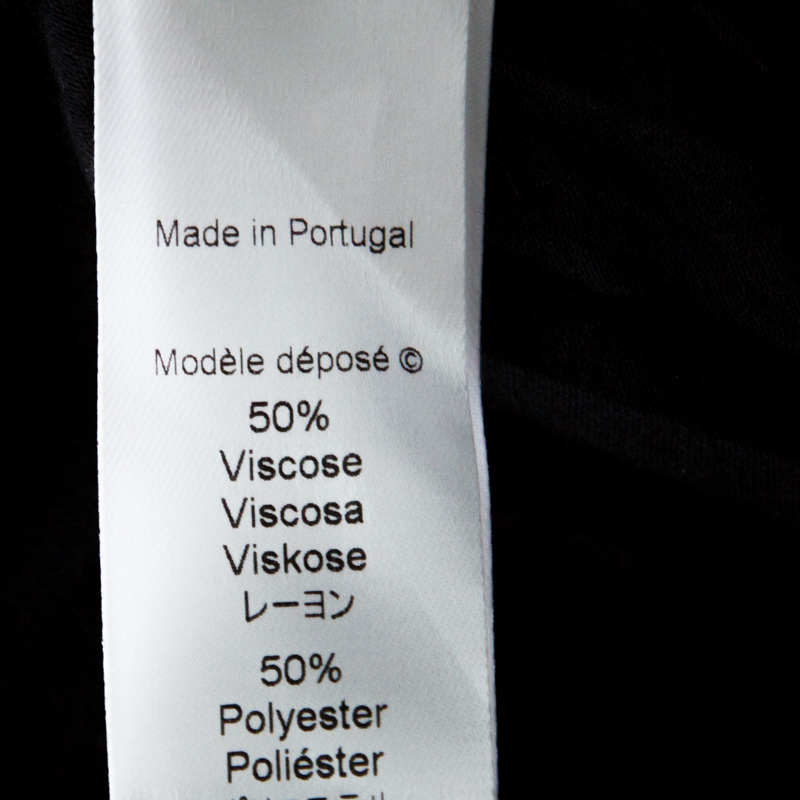 Made in Portugal
Modèle déposé ©
50%
Viscose
Viscosa
Viskose
レーヨン
50%
Polyester
Poliéster